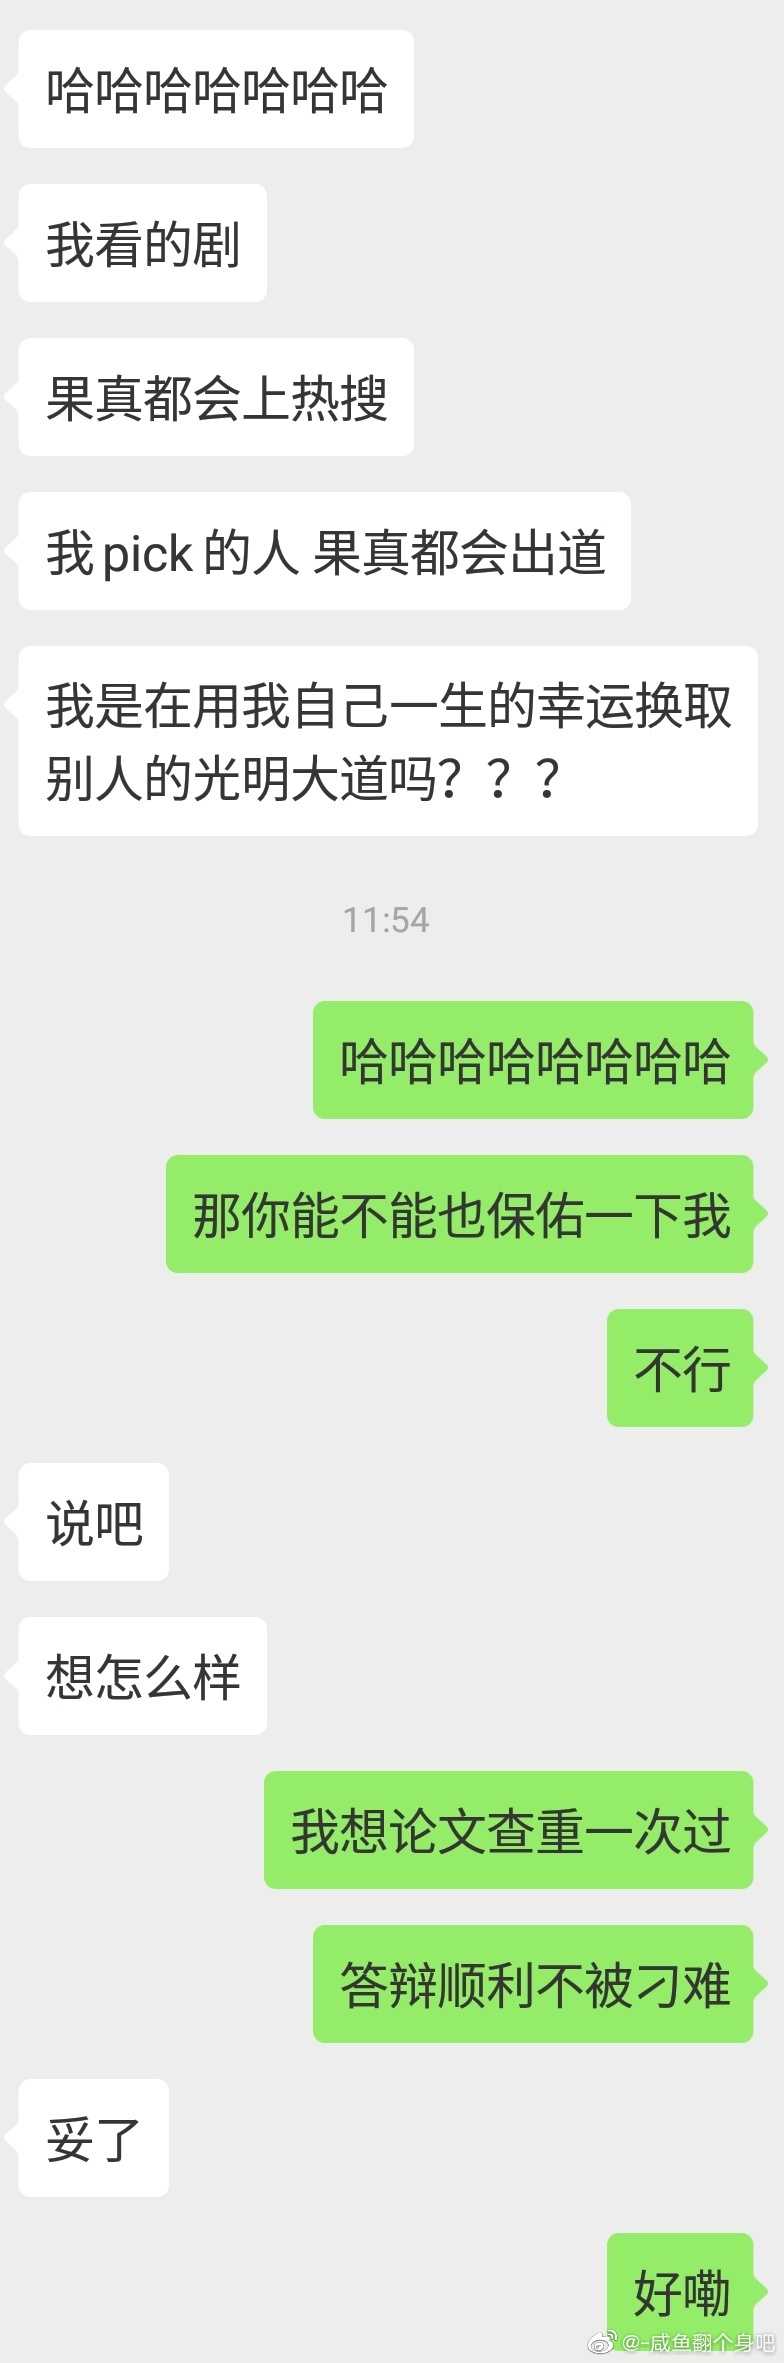 哈哈哈哈哈哈哈
我看的剧
果真都会上热搜
我pick的人 果真都会出道
我是在用我自己一生的幸运换取
别人的光明大道吗？？？
11:54
哈哈哈哈哈哈哈哈
那你能不能也保佑一下我
不行
说吧
想怎么样
我想论文查重一次过
答辩顺利不被刁难
妥了
好嘞
@-咸鱼翻个身吧